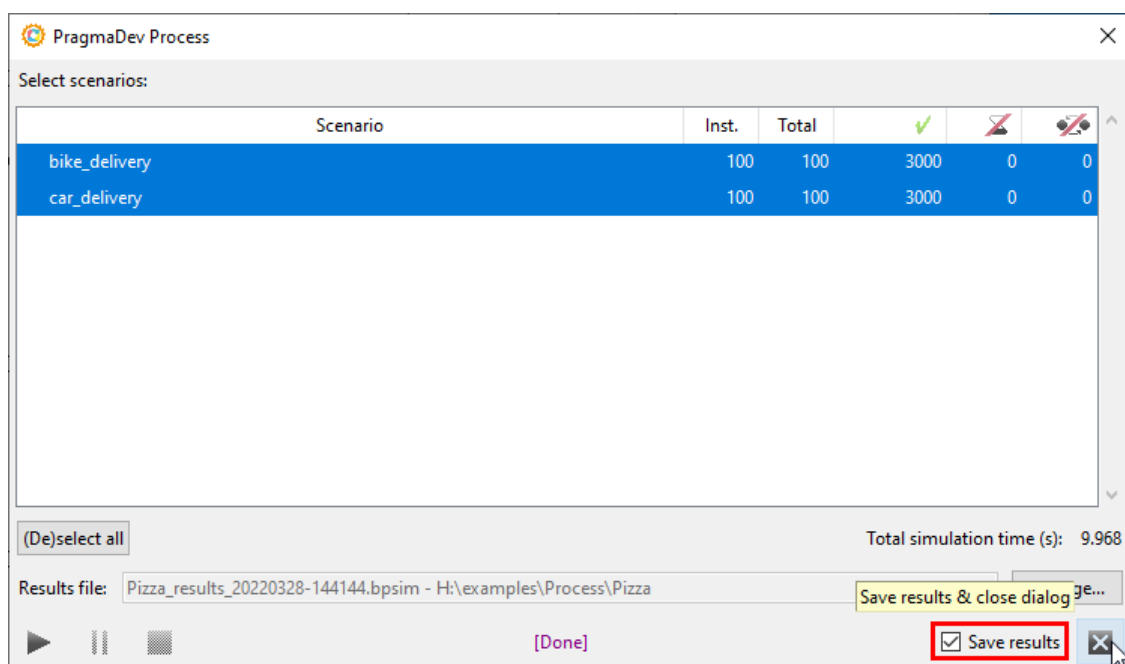 PragmaDev Process
Select scenarios:
Scenario Inst. Total
bike_delivery 100 100 3000 0 0
car_delivery 100 100 3000 0 0
(De)select all Total simulation time (s): 9.968
Results file: Pizza_results_20220328-144144.bpsim - H:\examples\Process\Pizza ge...
Save results & close dialog
[Done] Save results